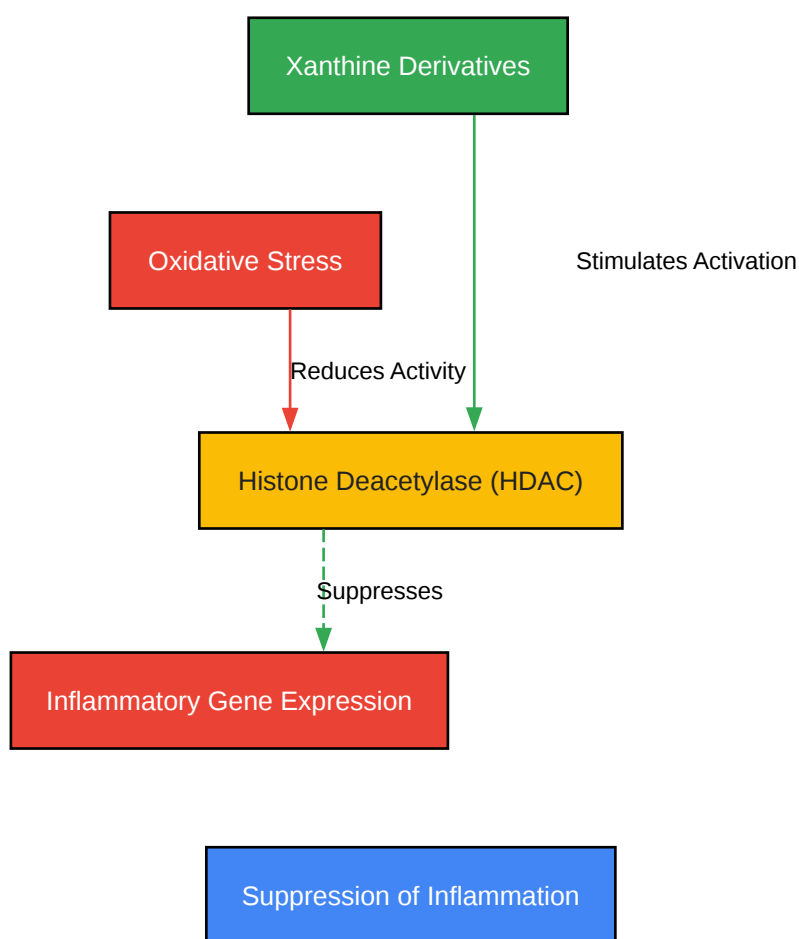 Xanthine Derivatives
Oxidative Stress
Stimulates Activation
Reduces Activity
Histone Deacetylase (HDAC)
Suppresses
Inflammatory Gene Expression
Suppression of Inflammation